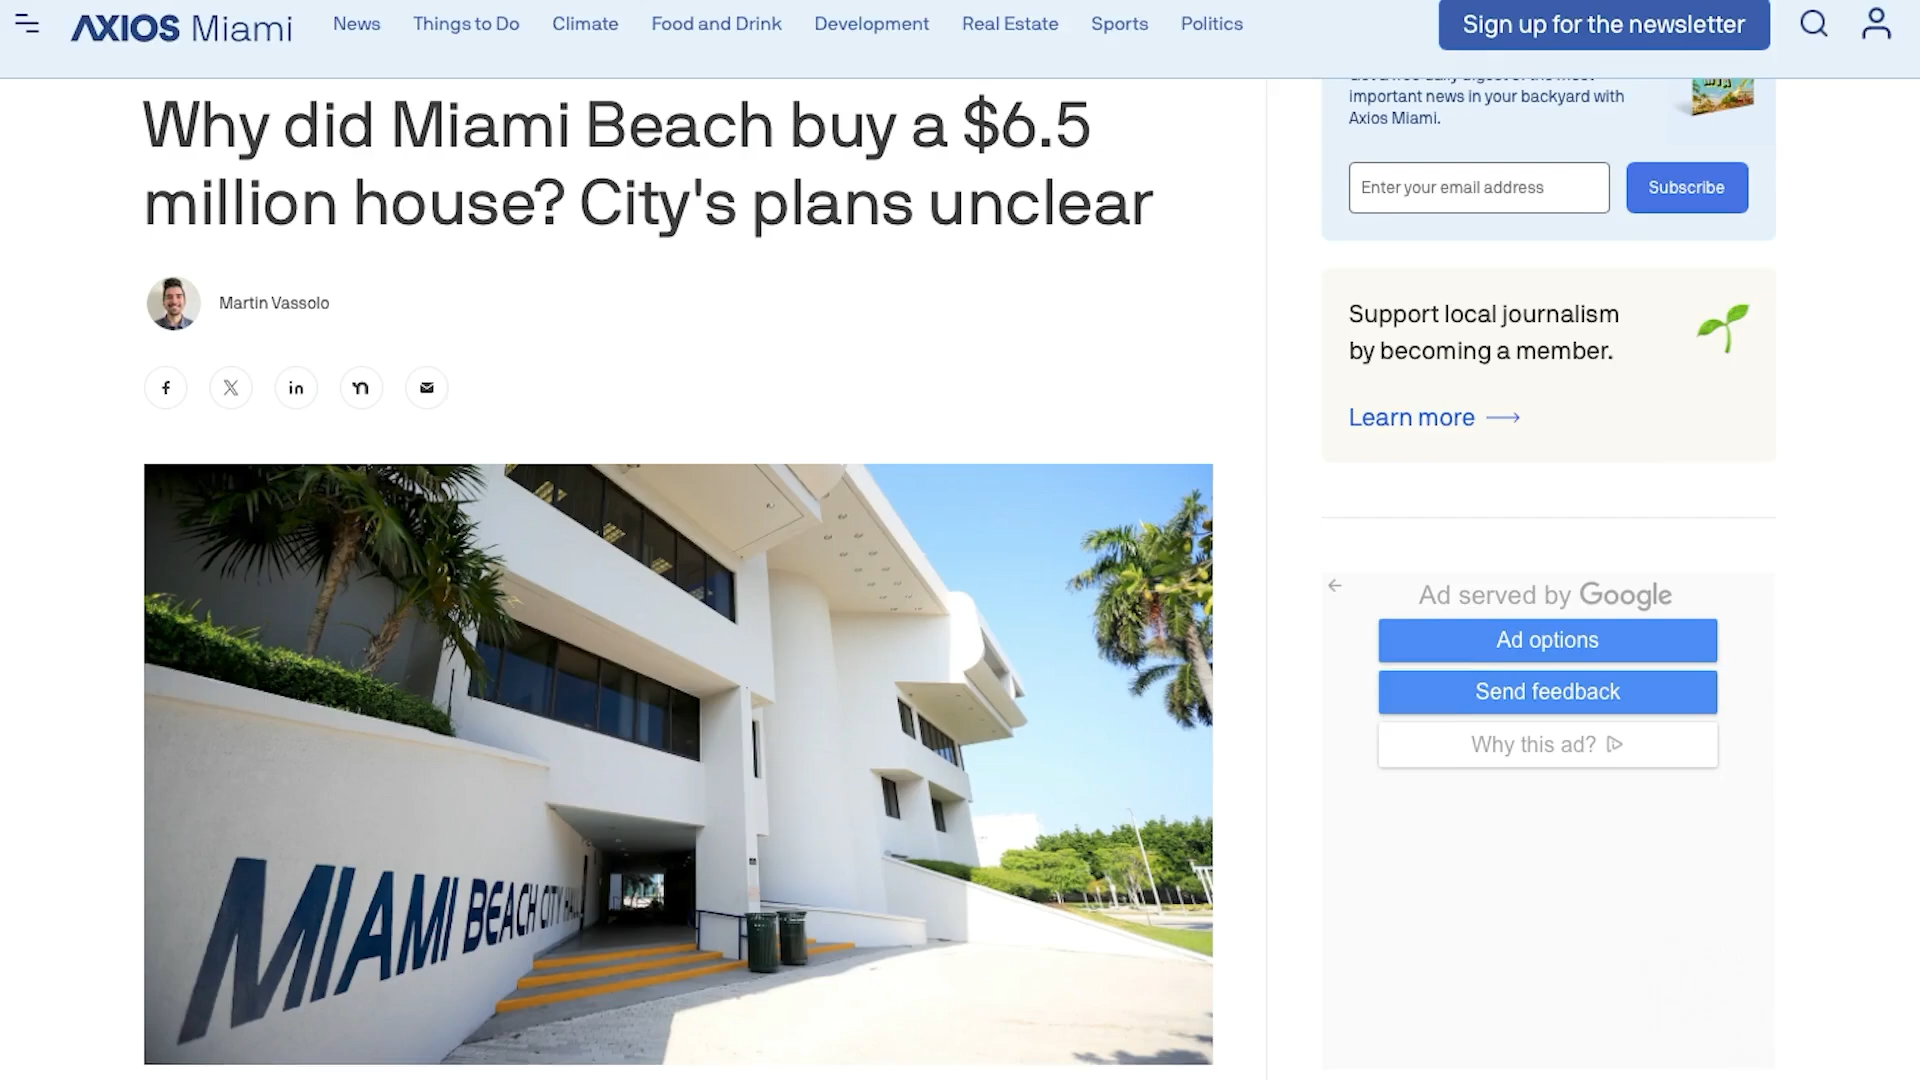 AXIOS Miami
News
Things to Do
Climate
Food and Drink
Development
Real Estate
Sports
Politics
Sign up for the newsletter
Why did Miami Beach buy a $6.5
million house? City's plans unclear
Martin Vassolo
MIAMI BEACH CITY HALL
important news in your backyard with
Axios Miami.
Enter your email address
Subscribe
Support local journalism
by becoming a member.
Learn more
Ad served by Google
Ad options
Send feedback
Why this ad?